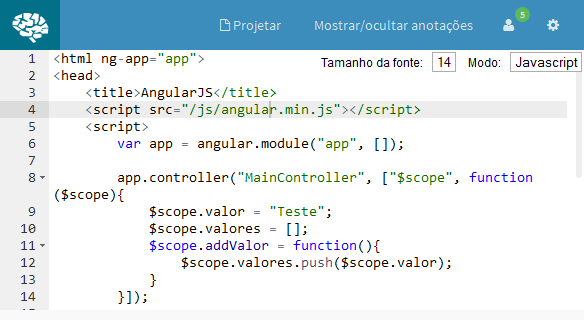 Projetar Mostrar/ocultar anotações 5
Tamanho da fonte: 14 Modo: Javascript
1 <html ng-app="app">
2 <head>
3     <title>AngularJS</title>
4     <script src="/js/angular.min.js"></script>
5     <script>
6         var app = angular.module("app", []);
7
8         app.controller("MainController", ["$scope", function
($scope){
9             $scope.valor = "Teste";
10             $scope.valores = [];
11             $scope.addValor = function(){
12                 $scope.valores.push($scope.valor);
13             }
14         }]);